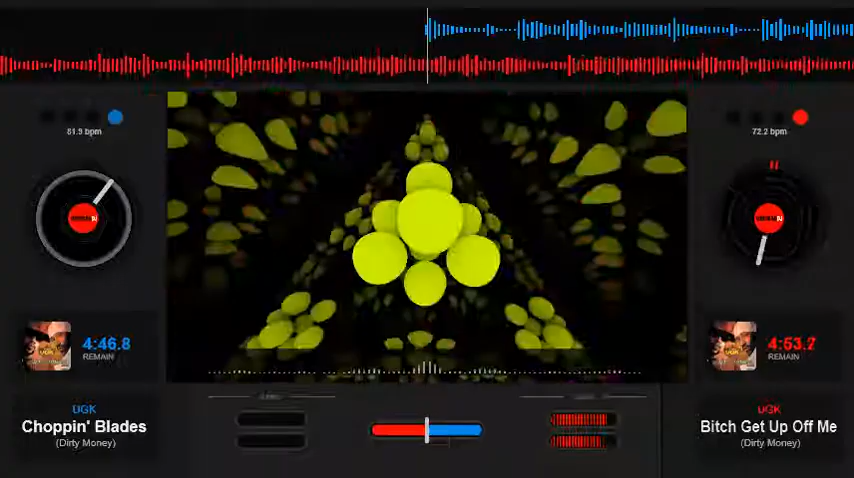 81.9 bpm
72.2 bpm
4:46.8
REMAIN
4:53.2
REMAIN
UGK
Choppin' Blades
(Dirty Money)
UGK
Bitch Get Up Off Me
(Dirty Money)